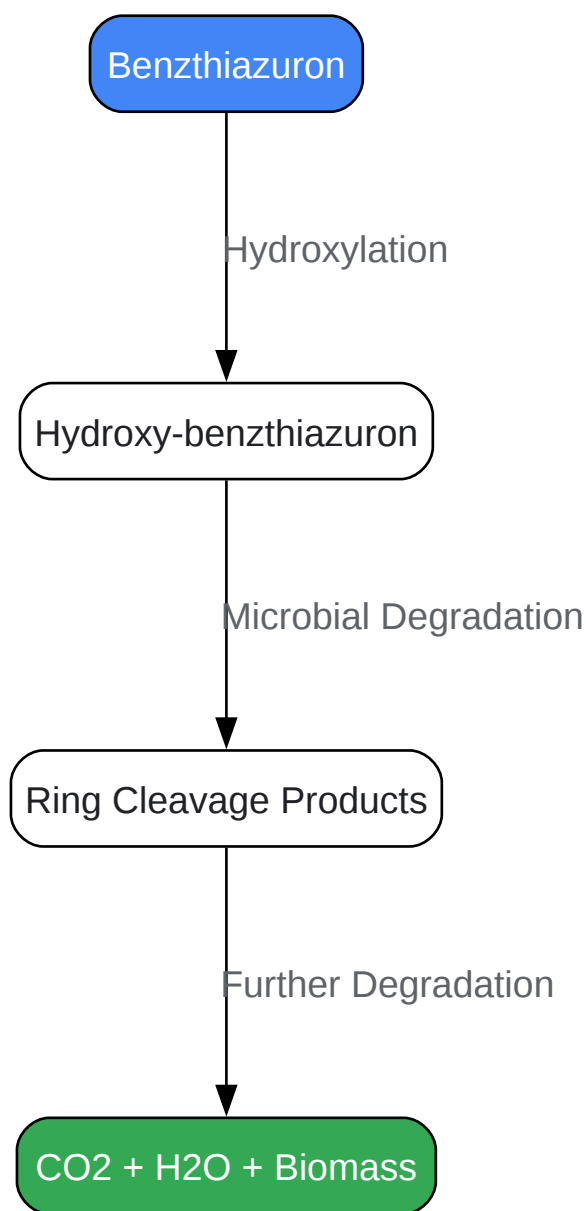 Benzthiazuron
Hydroxylation
Hydroxy-benzthiazuron
Microbial Degradation
Ring Cleavage Products
Further Degradation
CO2 + H2O + Biomass